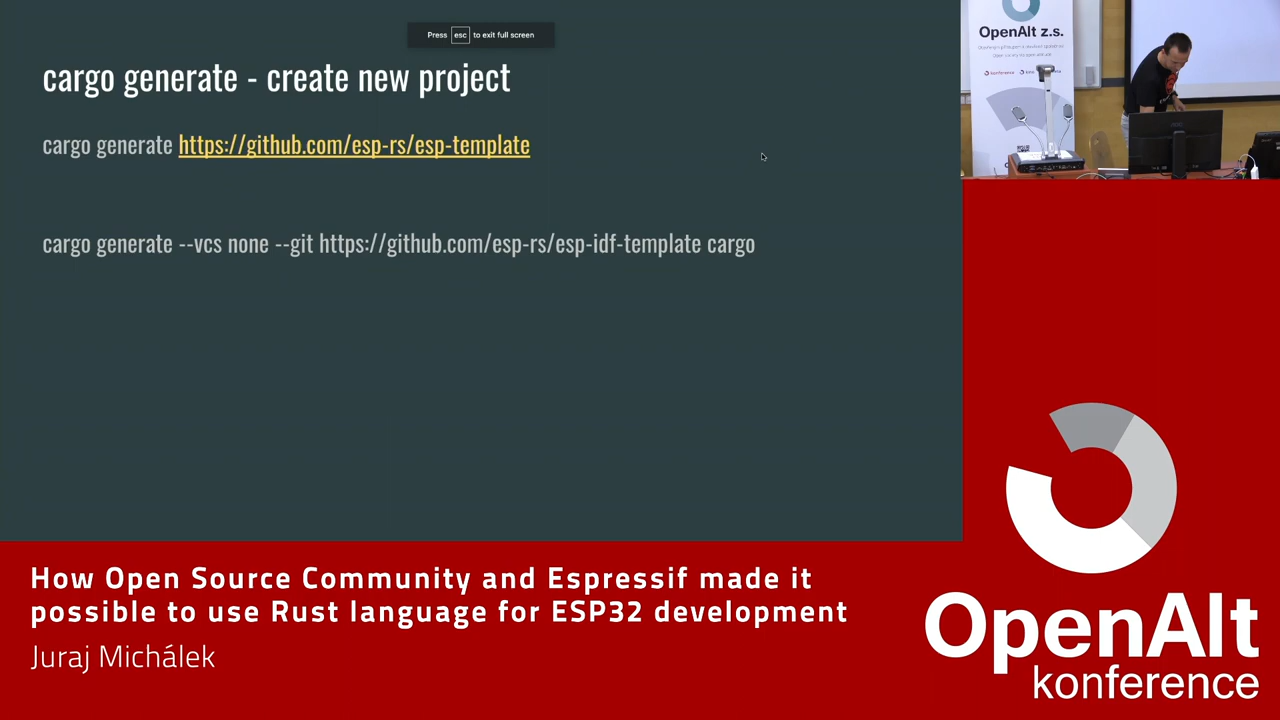 Press esc to exit full screen
cargo generate - create new project
cargo generate https://github.com/esp-rs/esp-template
cargo generate --vcs none --git https://github.com/esp-rs/esp-idf-template cargo
OpenAlt z.s.
konference
How Open Source Community and Espressif made it
possible to use Rust language for ESP32 development
Juraj Michálek
OpenAlt
konference